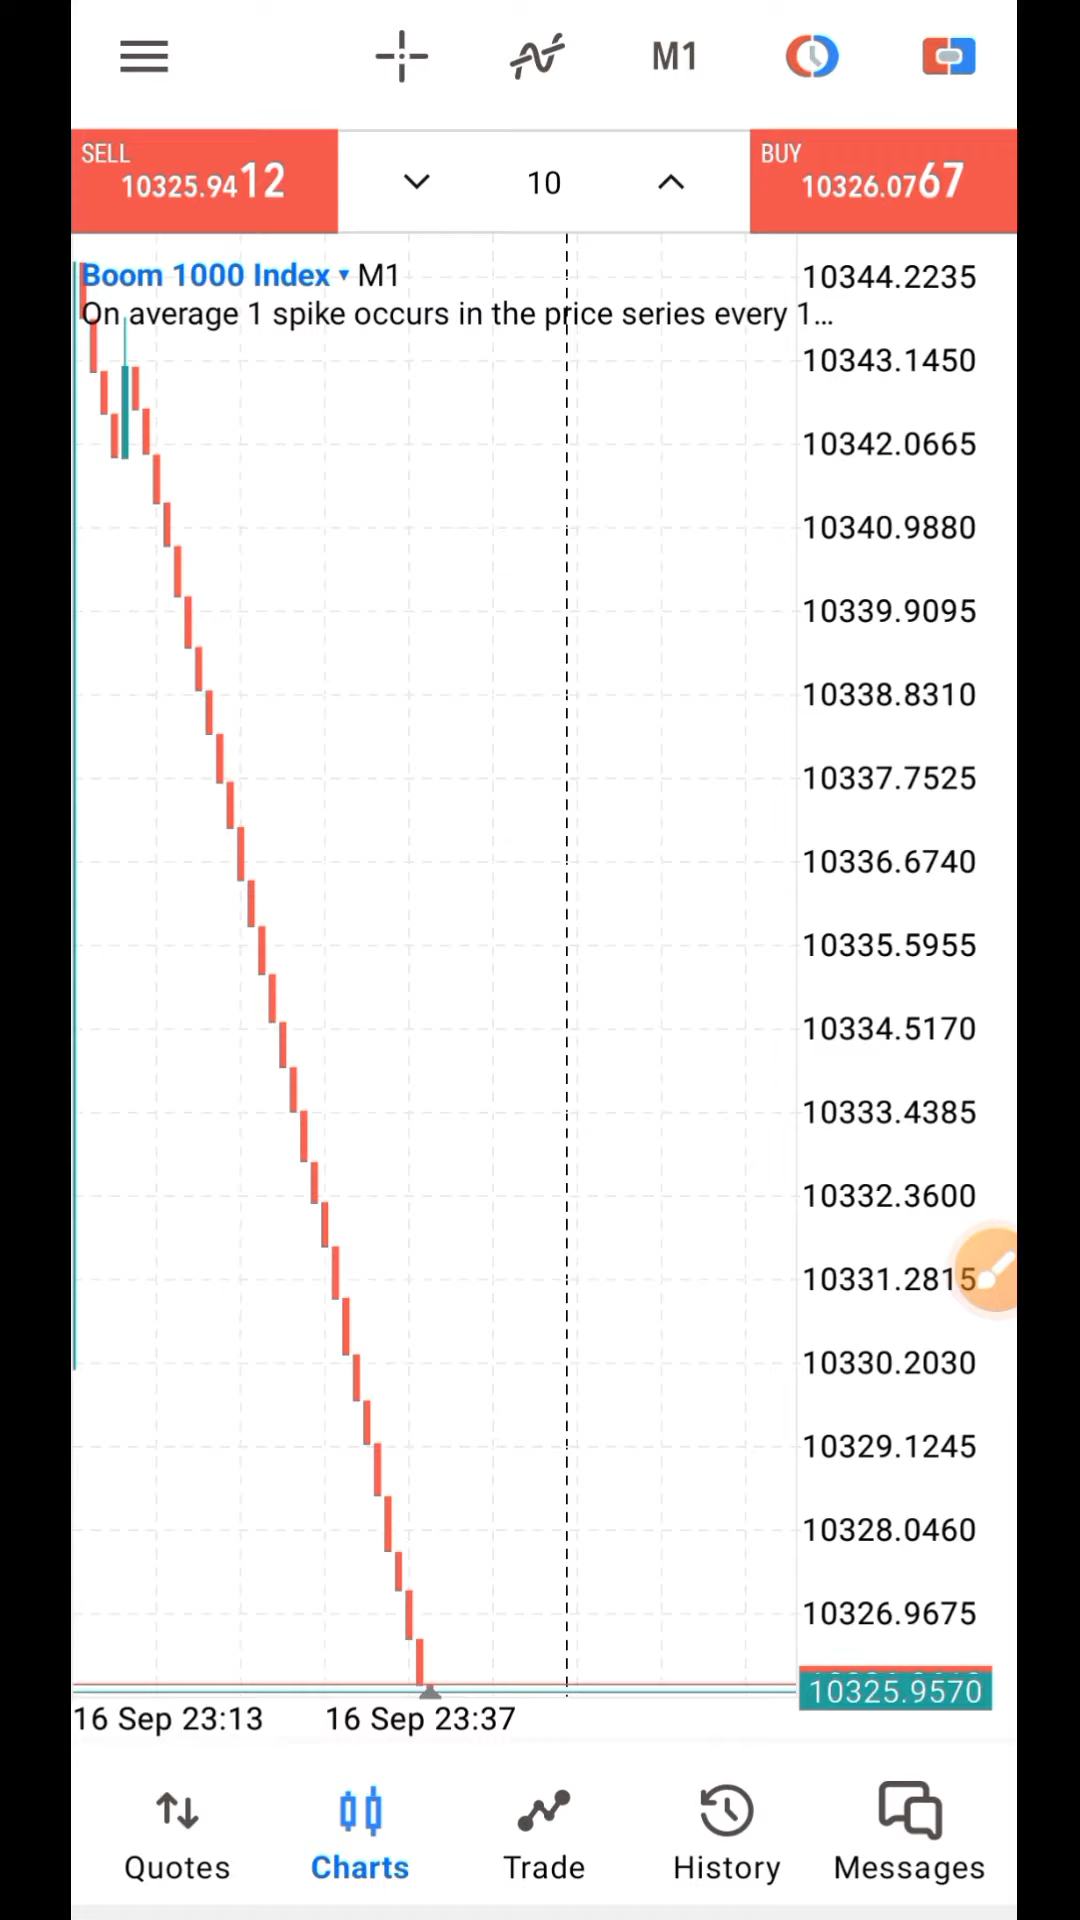 M1
SELL
10325.9412
10
BUY
10326.0767
Boom 1000 Index ▾ M1
On average 1 spike occurs in the price series every 1...
10344.2235
10343.1450
10342.0665
10340.9880
10339.9095
10338.8310
10337.7525
10336.6740
10335.5955
10334.5170
10333.4385
10332.3600
10331.2815
10330.2030
10329.1245
10328.0460
10326.9675
10325.9570
16 Sep 23:13
16 Sep 23:37
Quotes
Charts
Trade
History
Messages